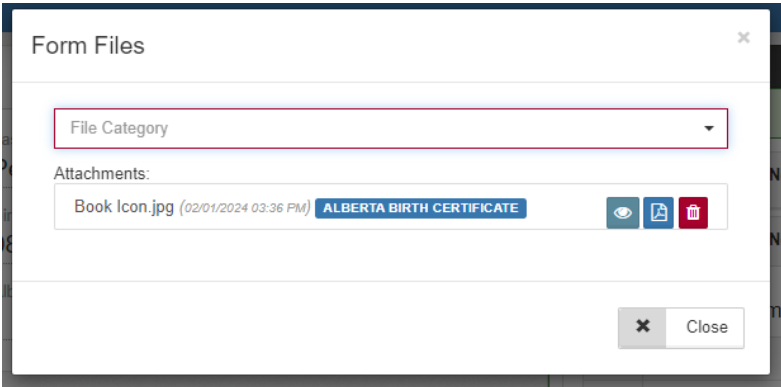 Form Files
×
File Category
Attachments:
Book Icon.jpg (02/01/2024 03:36 PM) ALBERTA BIRTH CERTIFICATE
Close